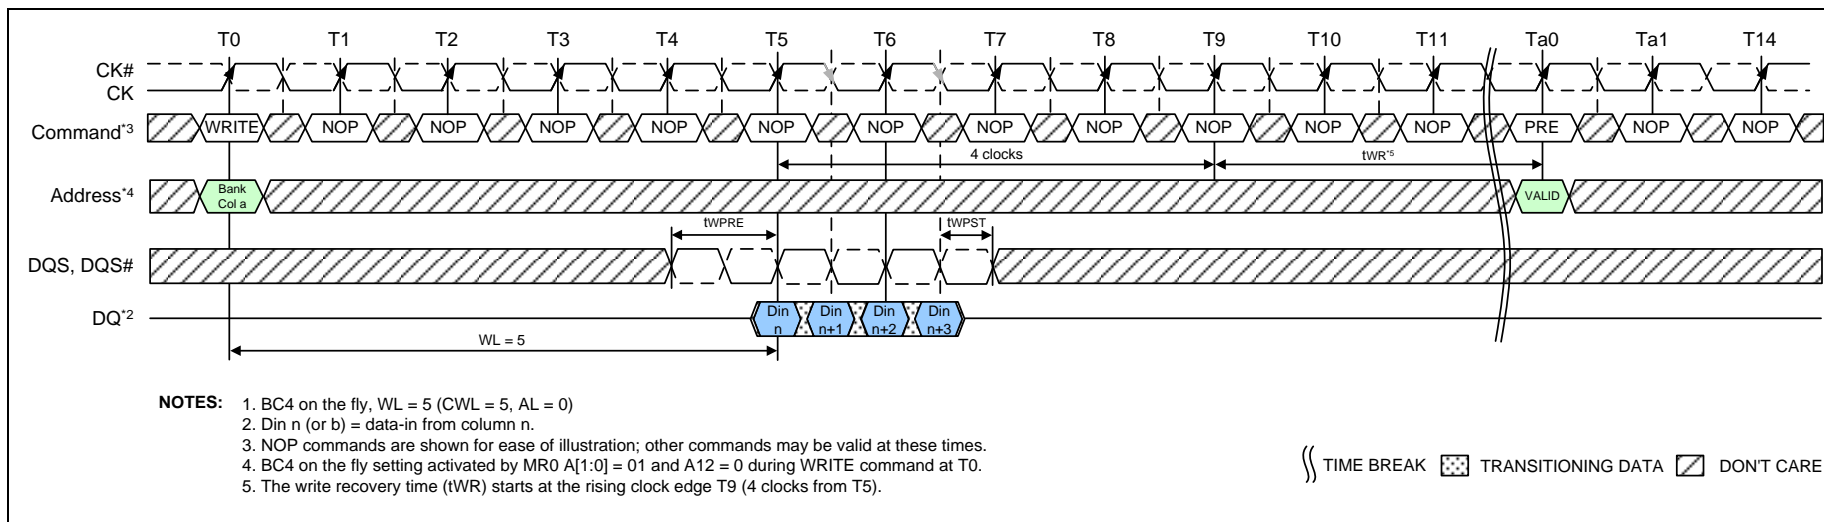 T0 T1 T2 T3 T4 T5 T6 T7 T8 T9 T10 T11 Ta0 Ta1 T14
CK#
CK
Command*3 WRITE NOP NOP NOP NOP NOP NOP NOP NOP NOP NOP NOP PRE NOP NOP
4 clocks tWR*5
Address*4 Bank Col a VALID
tWPRE tWPST
DQS, DQS#
DQ*2 Din n Din n+1 Din n+2 Din n+3
WL = 5
NOTES: 1. BC4 on the fly, WL = 5 (CWL = 5, AL = 0)
2. Din n (or b) = data-in from column n.
3. NOP commands are shown for ease of illustration; other commands may be valid at these times.
4. BC4 on the fly setting activated by MR0 A[1:0] = 01 and A12 = 0 during WRITE command at T0.
5. The write recovery time (tWR) starts at the rising clock edge T9 (4 clocks from T5).
TIME BREAK TRANSITIONING DATA DON'T CARE